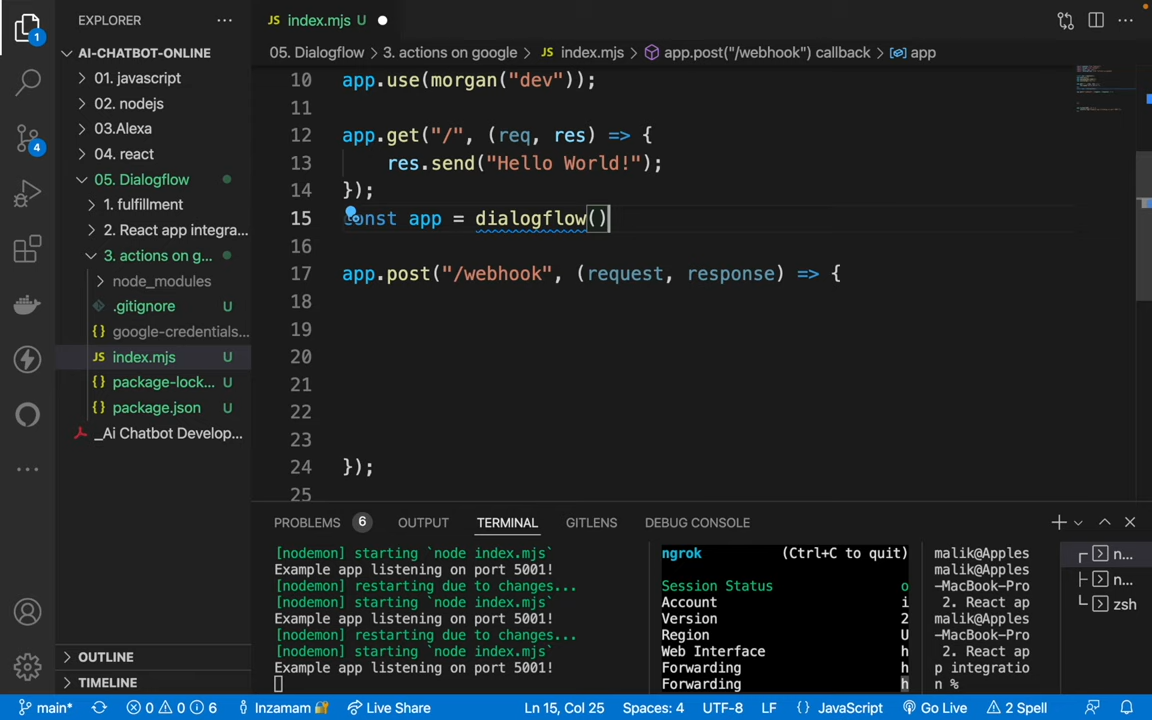 EXPLORER
index.mjs U
AI-CHATBOT-ONLINE
05. Dialogflow > 3. actions on google > JS index.mjs > app.post("/webhook") callback > app
01. javascript
02. nodejs
03.Alexa
04. react
05. Dialogflow
1. fulfillment
2. React app integra...
3. actions on g...
node_modules
.gitignore U
google-credentials...
JS index.mjs U
package-lock... U
package.json U
_Ai Chatbot Develop...
OUTLINE
TIMELINE
10 app.use(morgan("dev"));
11
12 app.get("/", (req, res) => {
13 res.send("Hello World!");
14 });
15 const app = dialogflow()
16
17 app.post("/webhook", (request, response) => {
18
19
20
21
22
23
24 });
25
PROBLEMS 6 OUTPUT TERMINAL GITLENS DEBUG CONSOLE
[nodemon] starting `node index.mjs`
Example app listening on port 5001!
[nodemon] restarting due to changes...
[nodemon] starting `node index.mjs`
Example app listening on port 5001!
[nodemon] restarting due to changes...
[nodemon] starting `node index.mjs`
Example app listening on port 5001!
ngrok (Ctrl+C to quit)
Session Status o
Account i
Version 2
Region U
Web Interface h
Forwarding h
Forwarding h
malik@Apples
malik@Apples
-MacBook-Pro
2. React ap
malik@Apples
-MacBook-Pro
2. React ap
p integratio
n %
n...
n...
zsh
main* 0 0 6 Inzamam Live Share Ln 15, Col 25 Spaces: 4 UTF-8 LF {} JavaScript Go Live 2 Spell
1
4